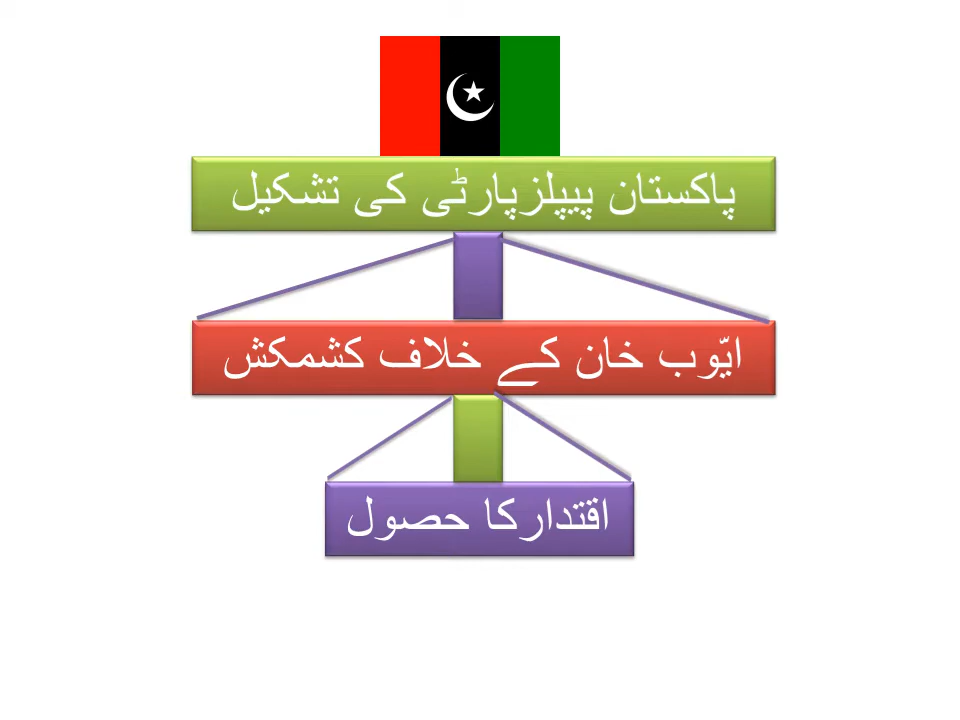 پاکستان پیپلزپارٹی کی تشکیل
ایّوب خان کے خلاف کشمکش
اقتدارکا حصول